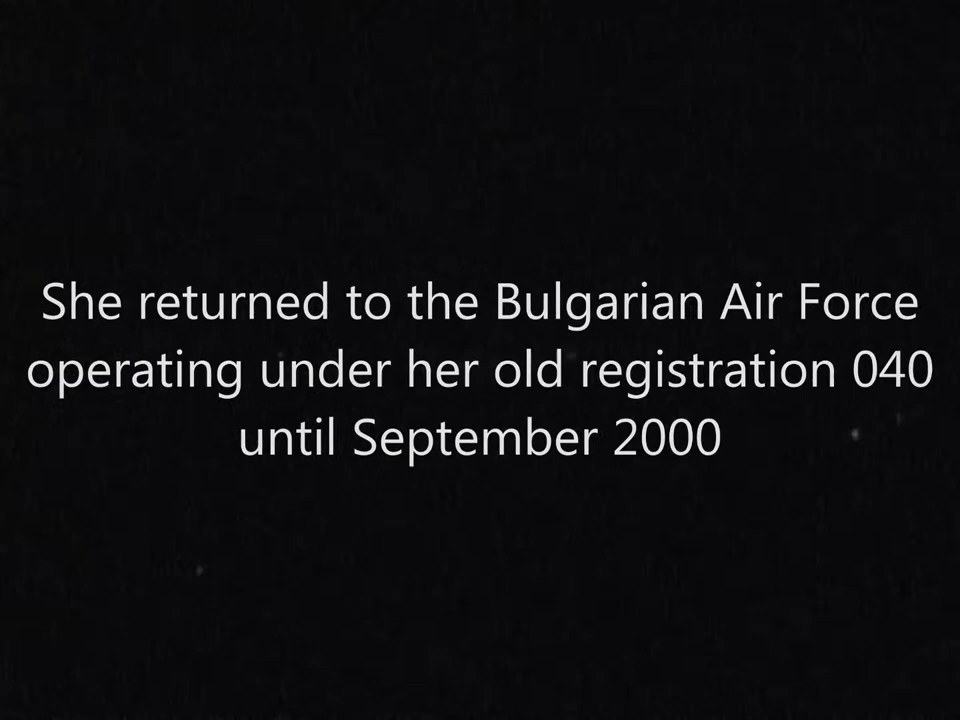 She returned to the Bulgarian Air Force
operating under her old registration 040
until September 2000